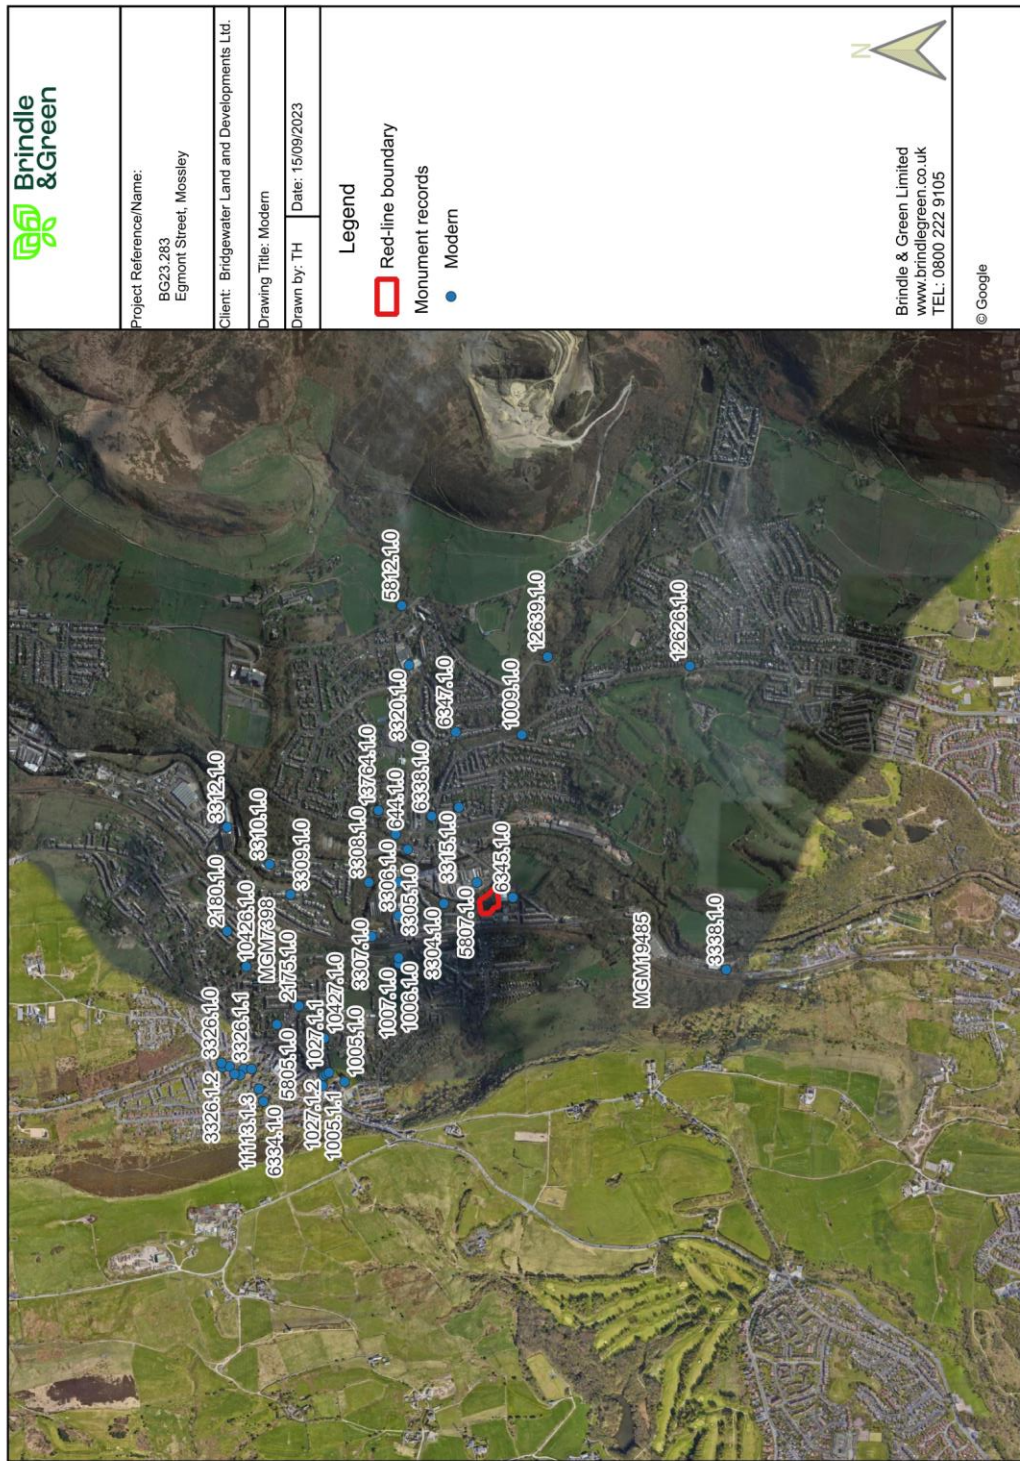 Brindle
&Green
Project Reference/Name:
BG23.283
Egmont Street, Mossley
Client: Bridgewater Land and Developments Ltd.
Drawing Title: Modern
Drawn by: TH
Date: 15/09/2023
Legend
Red-line boundary
Monument records
Modern
N
Brindle & Green Limited
www.brindlegreen.co.uk
TEL: 0800 222 9105
© Google
3326.1.2
3326.1.0
3326.1.1
11113.1.3
6334.1.0
2180.1.0
10426.1.0
MGM7398
2175.1.0
5805.1.0
1027.1.1
1027.1.2
10427.1.0
1005.1.1
1005.1.0
3312.1.0
3310.1.0
3309.1.0
3308.1.0
13764.1.0
3307.1.0
644.1.0
3306.1.0
3305.1.0
1007.1.0
1006.1.0
3320.1.0
5812.1.0
6338.1.0
3304.1.0
3315.1.0
6347.1.0
5807.1.0
6345.1.0
1009.1.0
12639.1.0
MGM19485
12626.1.0
3338.1.0